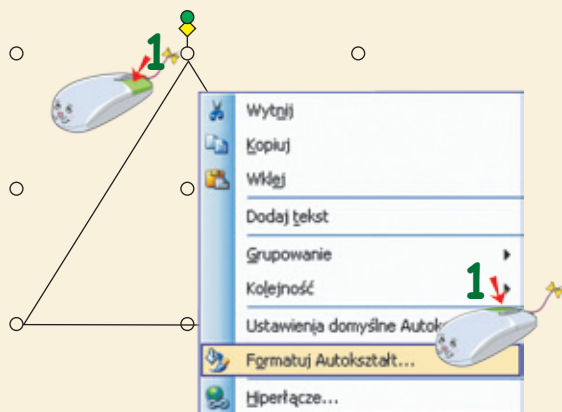 1
Wytnij
Kopiuj
Wklej
Dodaj tekst
Grupowanie
Kolejność
1
Ustawienia domyślne Autok
Formatuj Autokształt...
Hiperłącze...